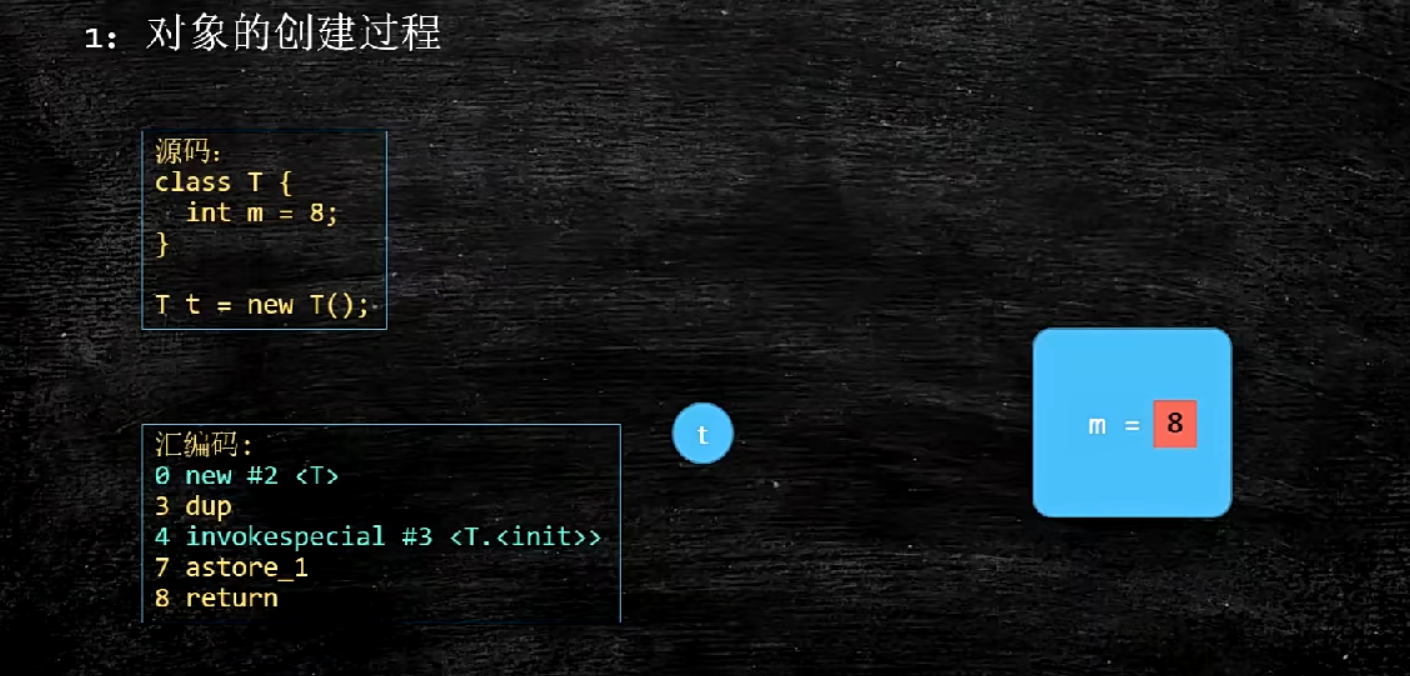 1: 对象的创建过程
源码:
class T {
int m = 8;
}
T t = new T();
汇编码:
0 new #2 <T>
3 dup
4 invokespecial #3 <T.<init>>
7 astore_1
8 return
t
m = 8